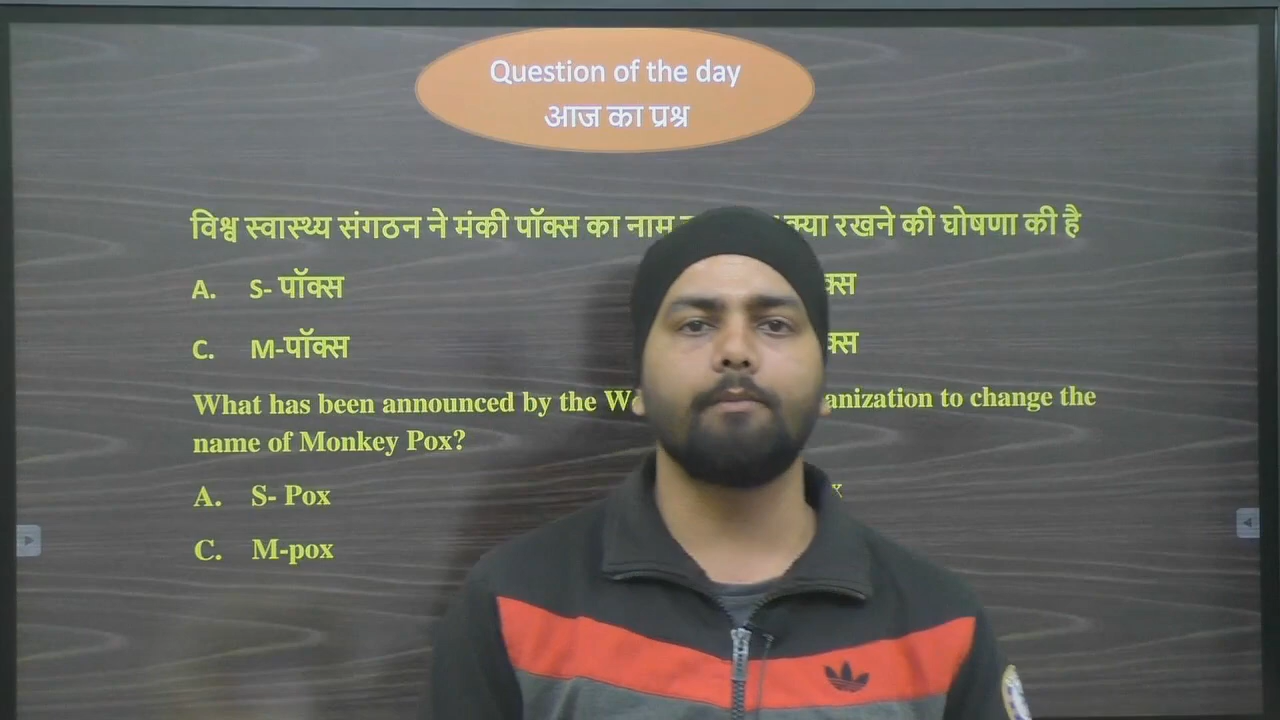 Question of the day
आज का प्रश्न
विश्व स्वास्थ्य संगठन ने मंकी पॉक्स का नाम क्या रखने की घोषणा की है
A. S- पॉक्स
C. M-पॉक्स
What has been announced by the to change the
name of Monkey Pox?
A. S- Pox
C. M-pox